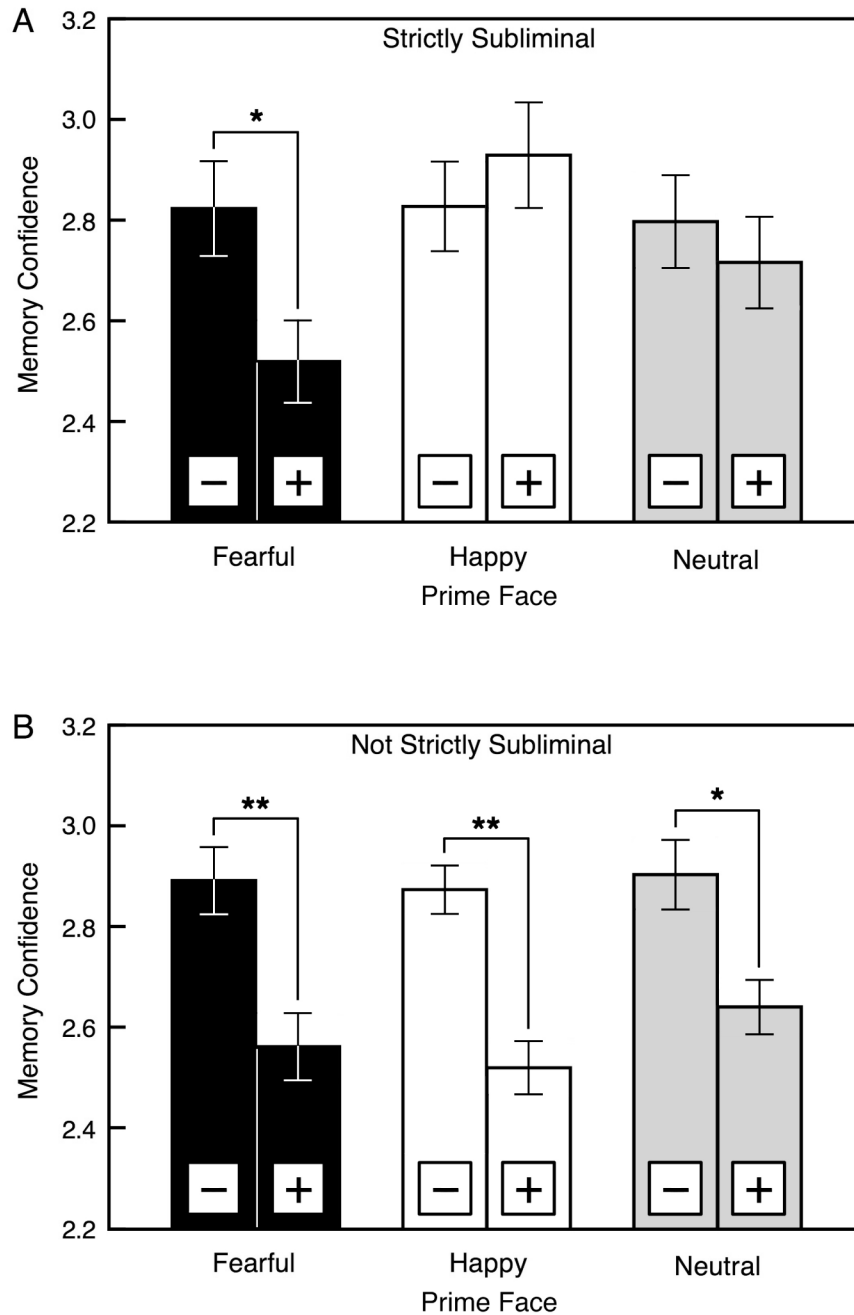 A
Strictly Subliminal
3.2
3.0
2.8
2.6
2.4
2.2
Memory Confidence
*
− + − + − +
Fearful Happy Neutral
Prime Face
B
Not Strictly Subliminal
3.2
3.0
2.8
2.6
2.4
2.2
Memory Confidence
** ** *
− + − + − +
Fearful Happy Neutral
Prime Face